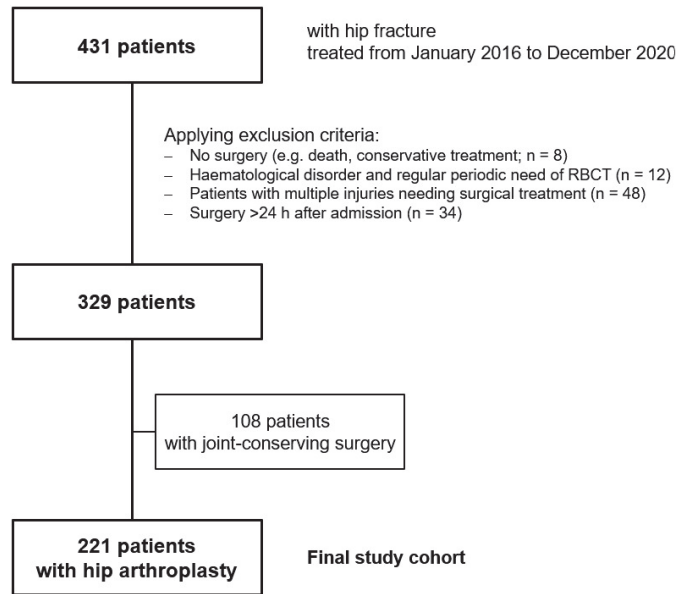 431 patients
with hip fracture
treated from January 2016 to December 2020
Applying exclusion criteria:
– No surgery (e.g. death, conservative treatment; n = 8)
– Haematological disorder and regular periodic need of RBCT (n = 12)
– Patients with multiple injuries needing surgical treatment (n = 48)
– Surgery >24 h after admission (n = 34)
329 patients
108 patients
with joint-conserving surgery
221 patients
with hip arthroplasty
Final study cohort